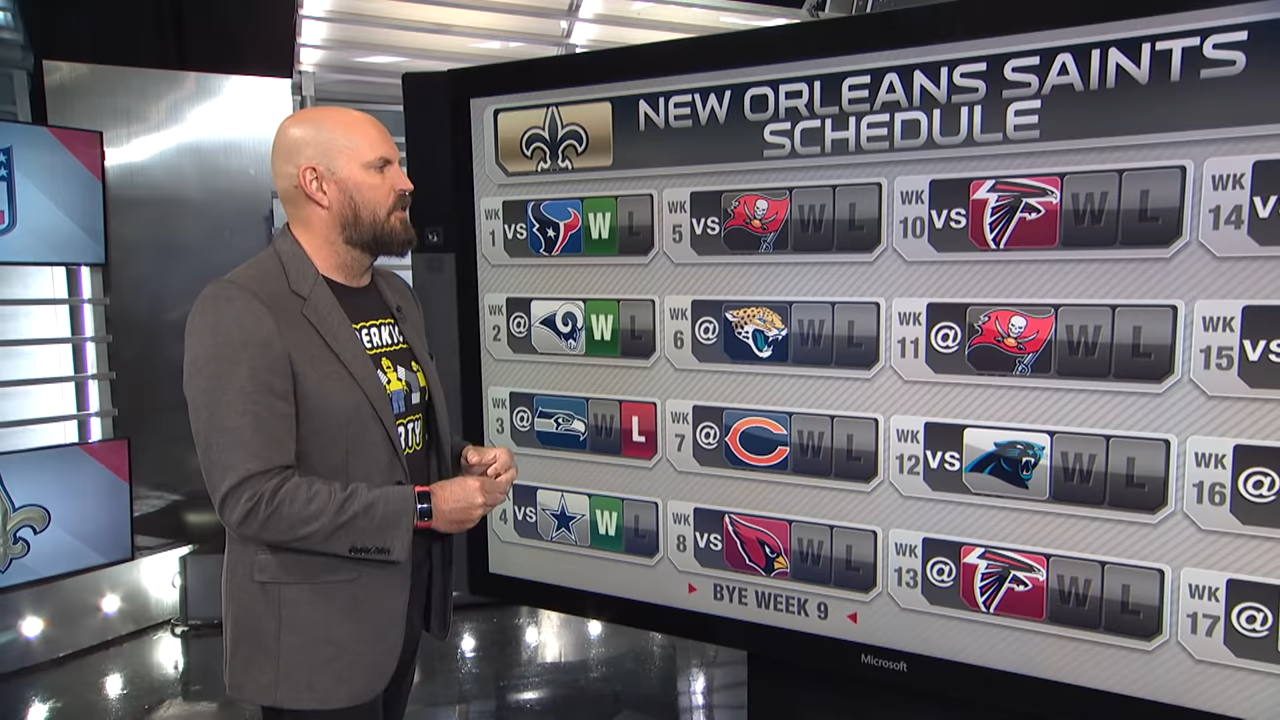 NEW ORLEANS SAINTS
SCHEDULE
WK 1 VS W L
WK 2 @ W L
WK 3 @ W L
4 VS W L
WK 5 VS W L
WK 6 @ W L
WK 7 @ W L
WK 8 VS W L
BYE WEEK 9
WK 10 VS W L
WK 11 @ W L
WK 12 VS W L
WK 13 @ W L
WK 14
WK 15 VS
WK 16 @
WK 17 @
Microsoft